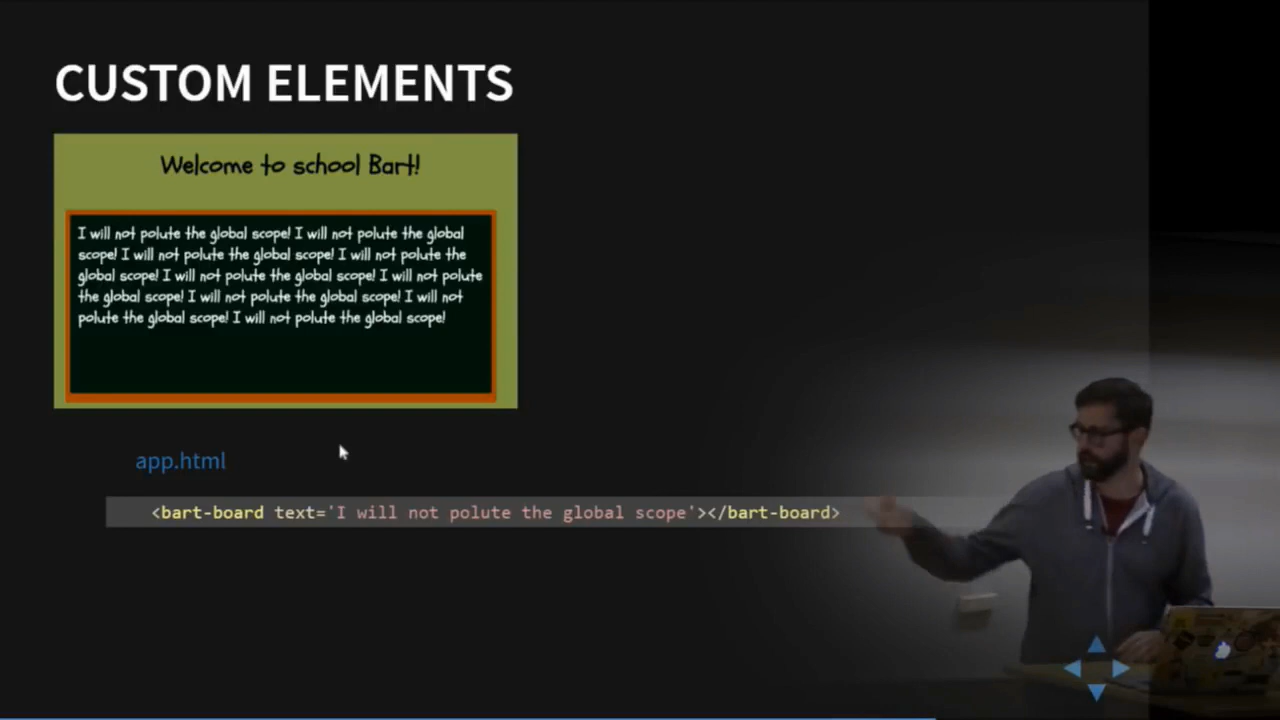 CUSTOM ELEMENTS
Welcome to school Bart!
I will not polute the global scope! I will not polute the global
scope! I will not polute the global scope! I will not polute the
global scope! I will not polute the global scope! I will not polute
the global scope! I will not polute the global scope! I will not
polute the global scope! I will not polute the global scope!
app.html
<bart-board text='I will not polute the global scope'></bart-board>